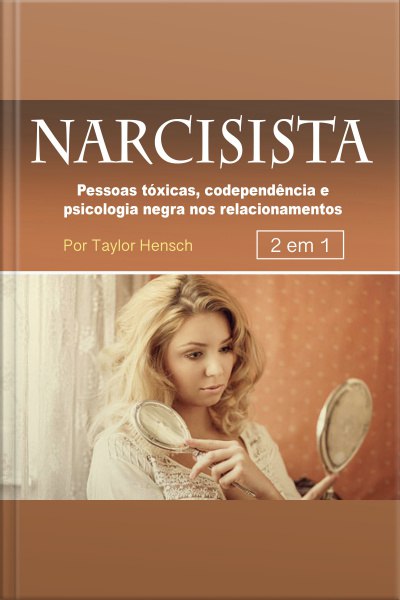 NARCISISTA
Pessoas tóxicas, codependência e
psicologia negra nos relacionamentos
Por Taylor Hensch
2 em 1